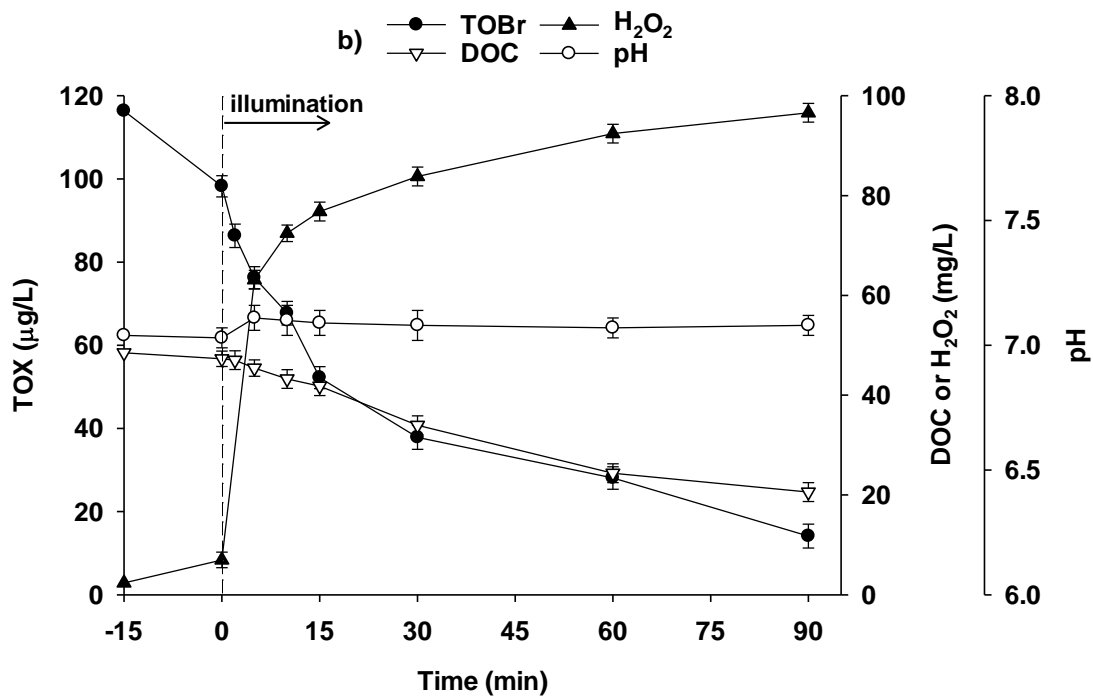 b)
TOBr
H₂O₂
DOC
pH
illumination
120
100
80
60
40
20
0
TOX (µg/L)
100
80
60
40
20
0
DOC or H₂O₂ (mg/L)
8.0
7.5
7.0
6.5
6.0
pH
-15 0 15 30 45 60 75 90
Time (min)